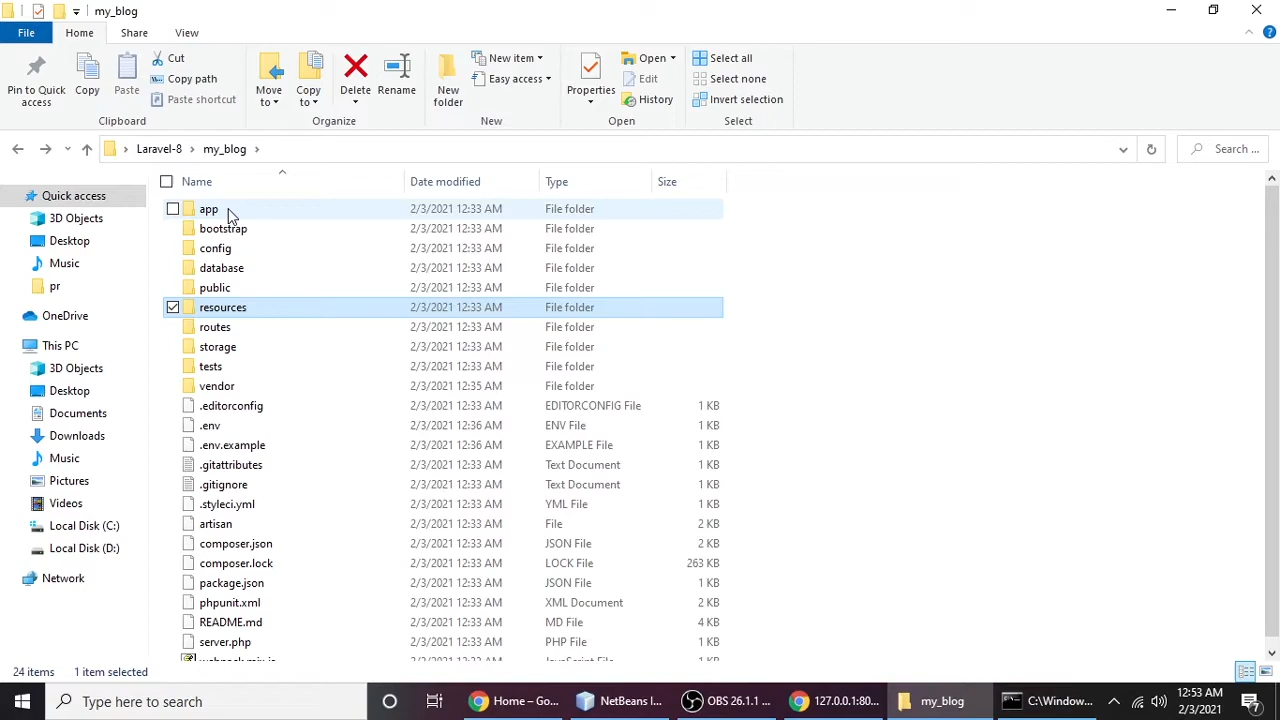 my_blog
File Home Share View
Pin to Quick access
Copy
Paste
Cut
Copy path
Paste shortcut
Clipboard
Move to
Copy to
Delete
Rename
Organize
New folder
New item
Easy access
New
Properties
Open
Edit
History
Open
Select all
Select none
Invert selection
Select
Laravel-8 my_blog
Search ...
Quick access
3D Objects
Desktop
Music
pr
OneDrive
This PC
3D Objects
Desktop
Documents
Downloads
Music
Pictures
Videos
Local Disk (C:)
Local Disk (D:)
Network
Name Date modified Type Size
app 2/3/2021 12:33 AM File folder
bootstrap 2/3/2021 12:33 AM File folder
config 2/3/2021 12:33 AM File folder
database 2/3/2021 12:33 AM File folder
public 2/3/2021 12:33 AM File folder
resources 2/3/2021 12:33 AM File folder
routes 2/3/2021 12:33 AM File folder
storage 2/3/2021 12:33 AM File folder
tests 2/3/2021 12:33 AM File folder
vendor 2/3/2021 12:35 AM File folder
.editorconfig 2/3/2021 12:33 AM EDITORCONFIG File 1 KB
.env 2/3/2021 12:36 AM ENV File 1 KB
.env.example 2/3/2021 12:36 AM EXAMPLE File 1 KB
.gitattributes 2/3/2021 12:33 AM Text Document 1 KB
.gitignore 2/3/2021 12:33 AM Text Document 1 KB
.styleci.yml 2/3/2021 12:33 AM YML File 1 KB
artisan 2/3/2021 12:33 AM File 2 KB
composer.json 2/3/2021 12:33 AM JSON File 2 KB
composer.lock 2/3/2021 12:33 AM LOCK File 263 KB
package.json 2/3/2021 12:33 AM JSON File 1 KB
phpunit.xml 2/3/2021 12:33 AM XML Document 2 KB
README.md 2/3/2021 12:33 AM MD File 4 KB
server.php 2/3/2021 12:33 AM PHP File 1 KB
24 items 1 item selected
Type here to search
Home – Go...
NetBeans I...
OBS 26.1.1 ...
127.0.0.1:80...
my_blog
C:\Window...
12:53 AM
2/3/2021
7